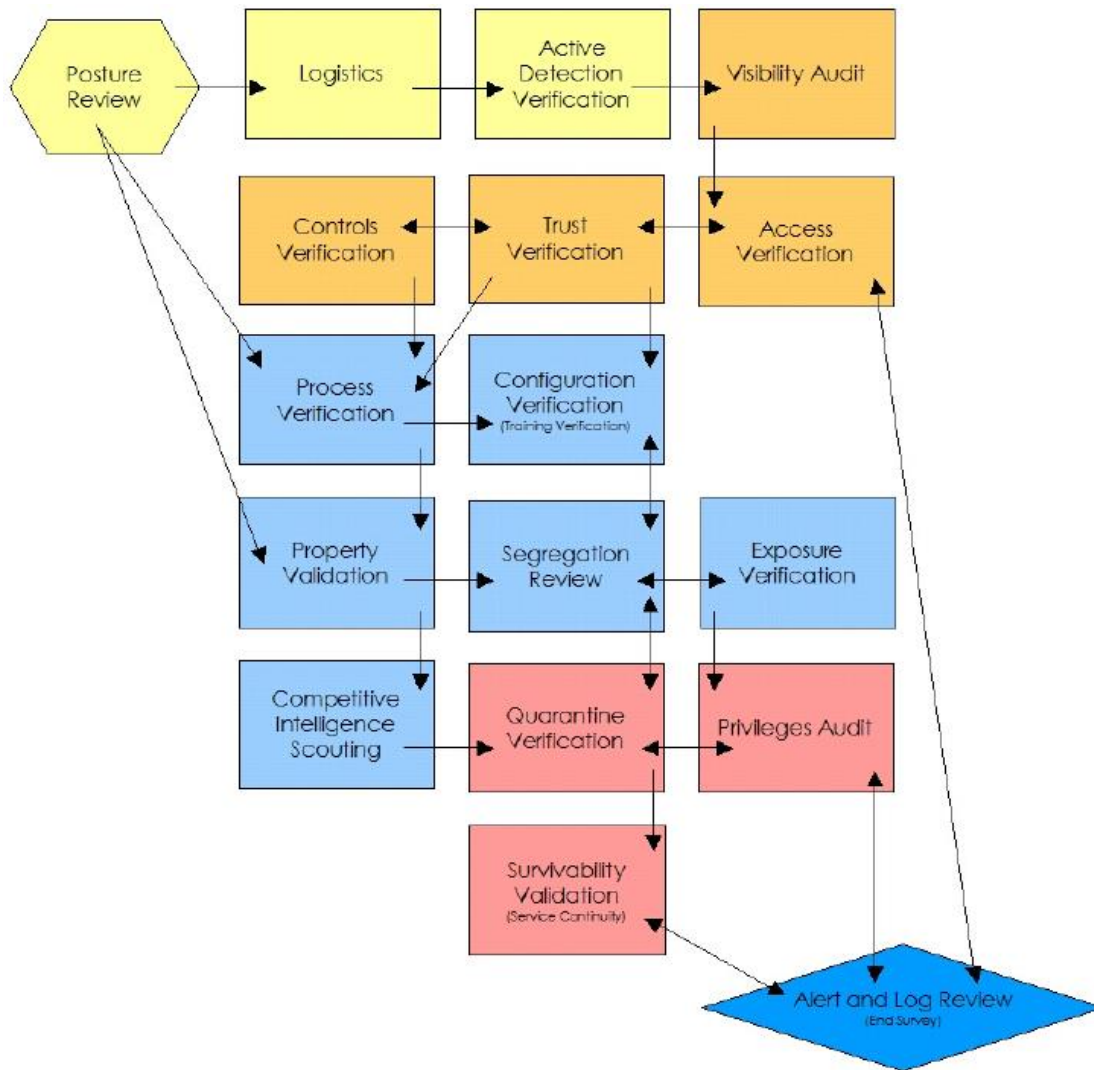 Posture
Review
Logistics
Active
Detection
Verification
Visibility Audit
Controls
Verification
Trust
Verification
Access
Verification
Process
Verification
Configuration
Verification
(Training Verification)
Property
Validation
Segregation
Review
Exposure
Verification
Competitive
Intelligence
Scouting
Quarantine
Verification
Privileges Audit
Survivability
Validation
(Service Continuity)
Alert and Log Review
(End Survey)